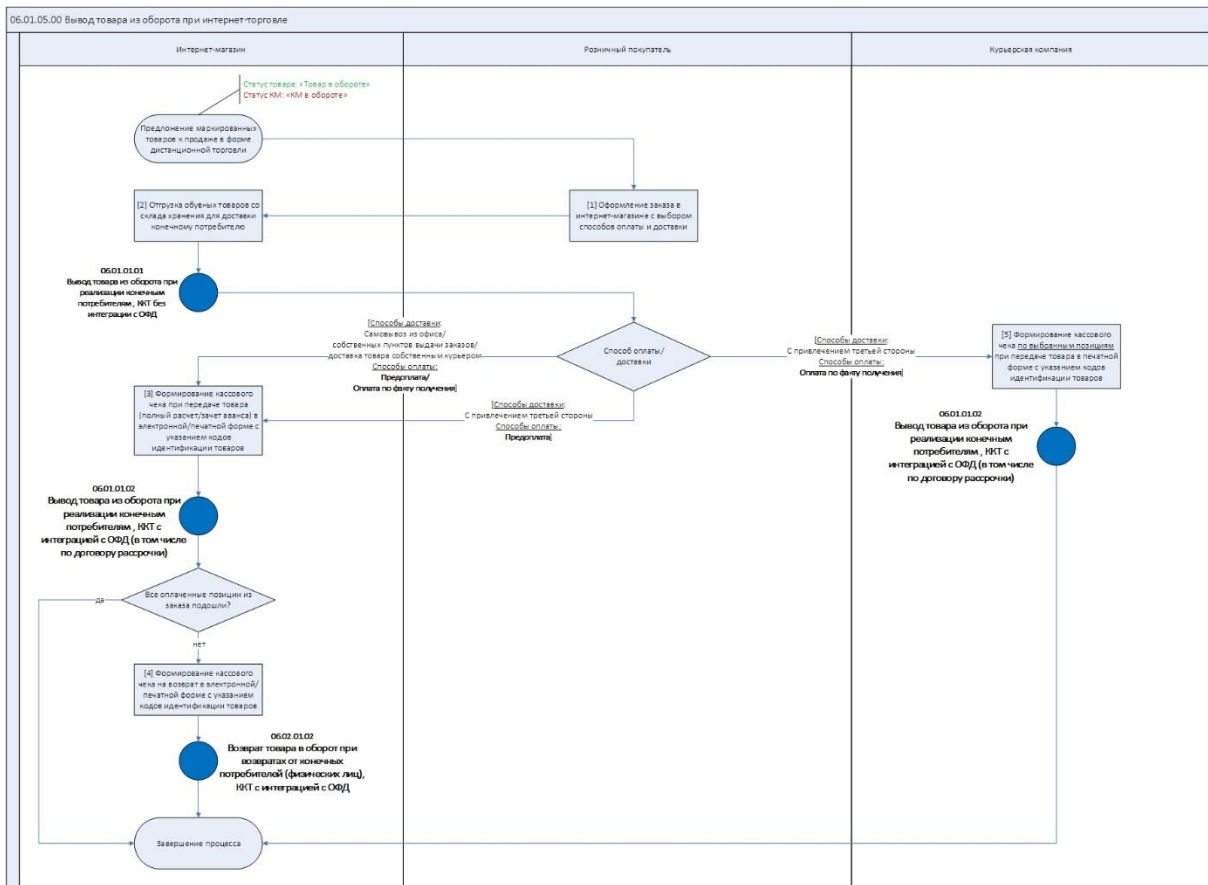 06.01.05.00 Вывод товара из оборота при интернет-торговле
Интернет-магазин
Розничный покупатель
Курьерская компания
Статус товара: «Товар в обороте»
Статус КМ: «КМ в обороте»
Предложение маркированных
товаров к продаже в форме
дистанционной торговли
[2] Отгрузка обувных товаров со
склада хранения для доставки
конечному потребителю
[1] Оформление заказа в
интернет-магазине с выбором
способов оплаты и доставки
06.01.01.01
Вывод товара из оборота при
реализации конечным
потребителям , ККТ без
интеграции с ОФД
[Способы доставки:
Самовывоз из офиса/
собственных пунктов выдачи заказов/
доставка товара собственным курьером
Способы оплаты:
Предоплата/
Оплата по факту получения]
Способ оплаты/
доставки
[Способы доставки:
С привлечением третьей стороны
Способы оплаты:
Оплата по факту получения]
[5] Формирование кассового
чека по выбранным позициям
при передаче товара в печатной
форме с указанием кодов
идентификации товаров
[3] Формирование кассового
чека при передаче товара
(полный расчет/зачет аванса) в
электронной/печатной форме с
указанием кодов
идентификации товаров
[Способы доставки:
С привлечением третьей стороны
Способы оплаты:
Предоплата]
06.01.01.02
Вывод товара из оборота при
реализации конечным
потребителям , ККТ с
интеграцией с ОФД (в том числе
по договору рассрочки)
06.01.01.02
Вывод товара из оборота при
реализации конечным
потребителям , ККТ с
интеграцией с ОФД (в том числе
по договору рассрочки)
Все оплаченные позиции из
заказа подошли?
да
нет
[4] Формирование кассового
чека на возврат в электронной/
печатной форме с указанием
кодов идентификации товаров
06.02.01.02
Возврат товара в оборот при
возвратах от конечных
потребителей (физических лиц),
ККТ с интеграцией с ОФД
Завершение процесса